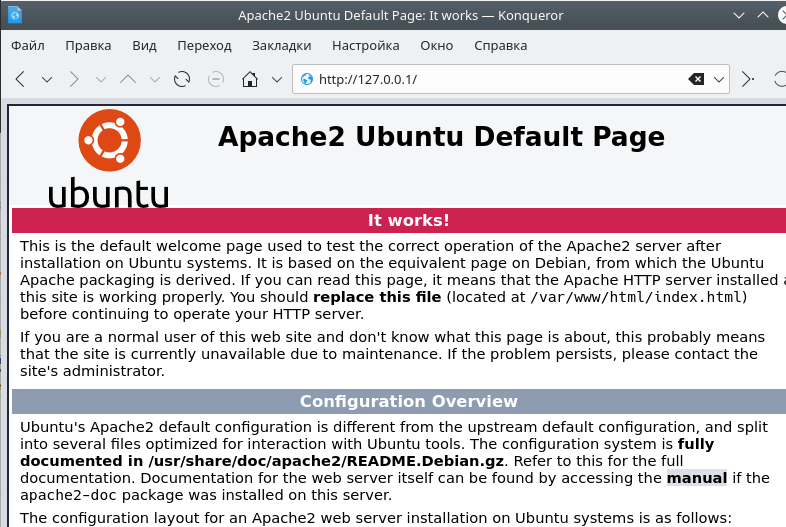 Apache2 Ubuntu Default Page: It works — Konqueror
Файл Правка Вид Переход Закладки Настройка Окно Справка
http://127.0.0.1/
ubuntu
Apache2 Ubuntu Default Page
It works!
This is the default welcome page used to test the correct operation of the Apache2 server after
installation on Ubuntu systems. It is based on the equivalent page on Debian, from which the Ubuntu
Apache packaging is derived. If you can read this page, it means that the Apache HTTP server installed a
this site is working properly. You should replace this file (located at /var/www/html/index.html)
before continuing to operate your HTTP server.
If you are a normal user of this web site and don't know what this page is about, this probably means
that the site is currently unavailable due to maintenance. If the problem persists, please contact the
site's administrator.
Configuration Overview
Ubuntu's Apache2 default configuration is different from the upstream default configuration, and split
into several files optimized for interaction with Ubuntu tools. The configuration system is fully
documented in /usr/share/doc/apache2/README.Debian.gz. Refer to this for the full
documentation. Documentation for the web server itself can be found by accessing the manual if the
apache2-doc package was installed on this server.
The configuration layout for an Apache2 web server installation on Ubuntu systems is as follows: